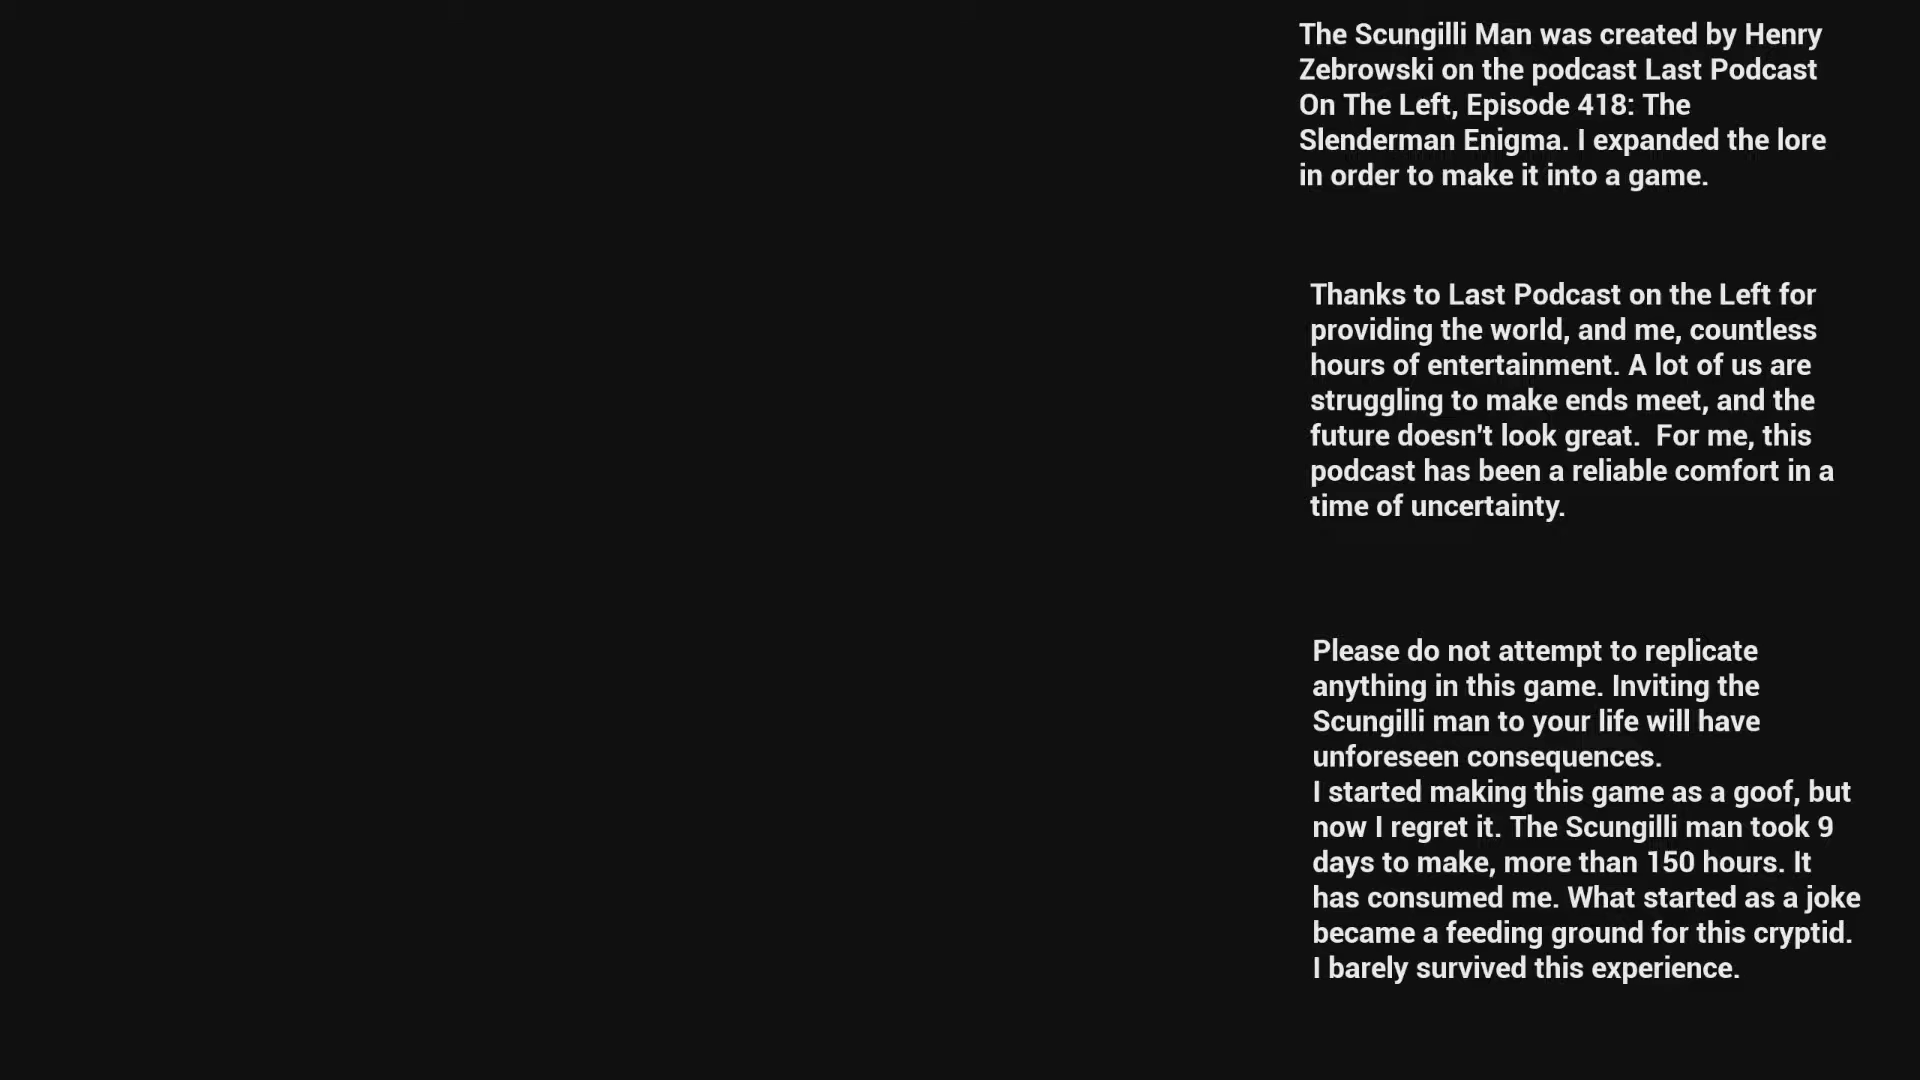 The Scungilli Man was created by Henry
Zebrowski on the podcast Last Podcast
On The Left, Episode 418: The
Slenderman Enigma. I expanded the lore
in order to make it into a game.
Thanks to Last Podcast on the Left for
providing the world, and me, countless
hours of entertainment. A lot of us are
struggling to make ends meet, and the
future doesn't look great.  For me, this
podcast has been a reliable comfort in a
time of uncertainty.
Please do not attempt to replicate
anything in this game. Inviting the
Scungilli man to your life will have
unforeseen consequences.
I started making this game as a goof, but
now I regret it. The Scungilli man took 9
days to make, more than 150 hours. It
has consumed me. What started as a joke
became a feeding ground for this cryptid.
I barely survived this experience.